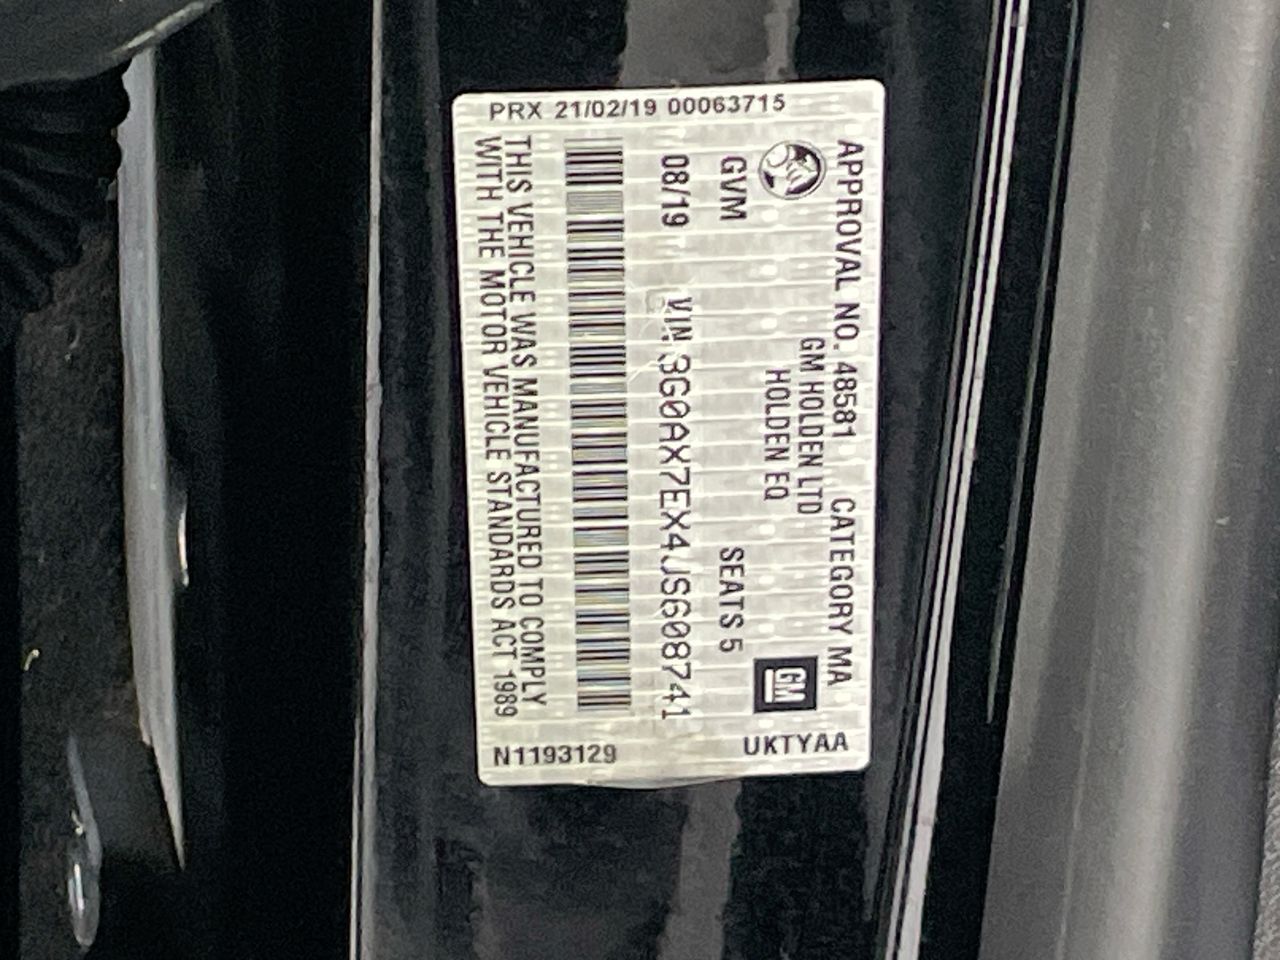 PRX 21/02/19 00063715
APPROVAL NO. 48581 CATEGORY MA
GM HOLDEN LTD
HOLDEN EQ
GM
GVM SEATS 5
08/19 VIN 3G0AX7EX4JS608741
THIS VEHICLE WAS MANUFACTURED TO COMPLY
WITH THE MOTOR VEHICLE STANDARDS ACT 1989
N1193129 UKTYAA